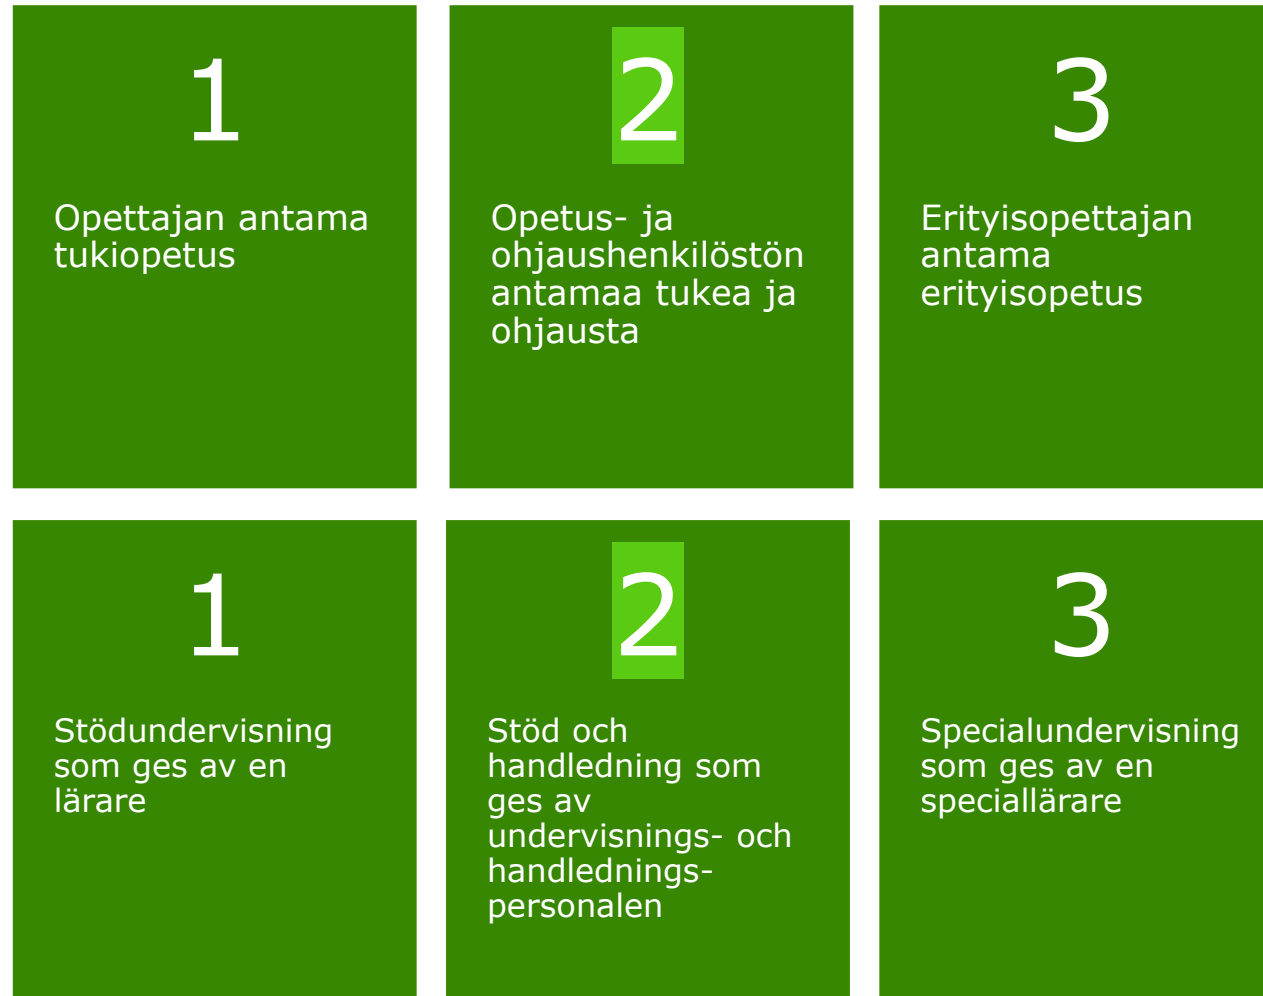 1
Opettajan antama
tukiopetus
2
Opetus- ja
ohjaushenkilöstön
antamaa tukea ja
ohjausta
3
Erityisopettajan
antama
erityisopetus
1
Stödundervisning
som ges av en
lärare
2
Stöd och
handledning som
ges av
undervisnings- och
handlednings-
personalen
3
Specialundervisning
som ges av en
speciallärare